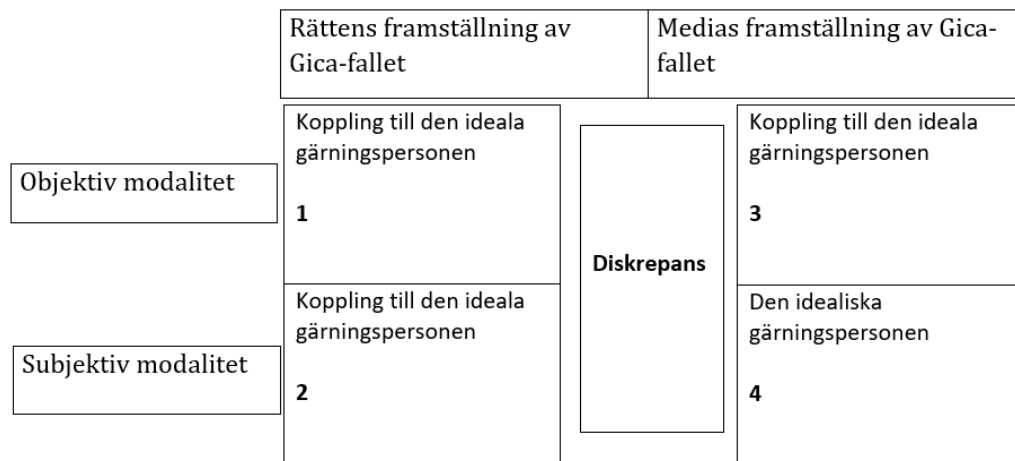 Rättens framställning av
Gica-fallet
Medias framställning av Gica-
fallet
Objektiv modalitet
Koppling till den ideala
gärningspersonen
1
Diskrepans
Koppling till den ideala
gärningspersonen
3
Subjektiv modalitet
Koppling till den ideala
gärningspersonen
2
Den idealiska
gärningspersonen
4